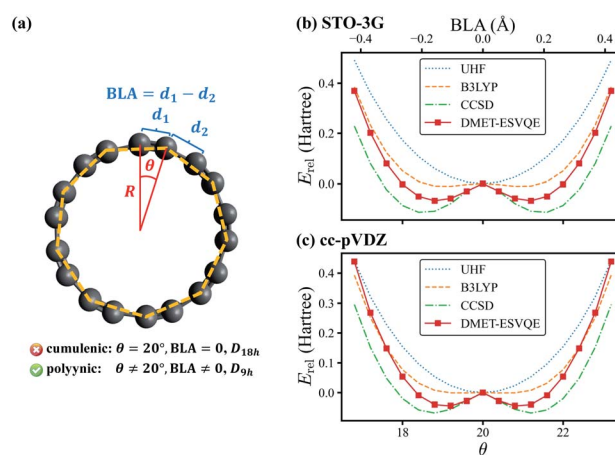 (a)
BLA = d₁ − d₂
d₁
d₂
θ
R
cumulenic: θ = 20°, BLA = 0, D₁₈ₕ
polyynic: θ ≠ 20°, BLA ≠ 0, D₉ₕ
(b) STO-3G
BLA (Å)
−0.4 −0.2 0.0 0.2 0.4
UHF
B3LYP
CCSD
DMET-ESVQE
0.4
0.2
0.0
E_rel (Hartree)
(c) cc-pVDZ
UHF
B3LYP
CCSD
DMET-ESVQE
0.4
0.3
0.2
0.1
0.0
E_rel (Hartree)
18 20 22
θ